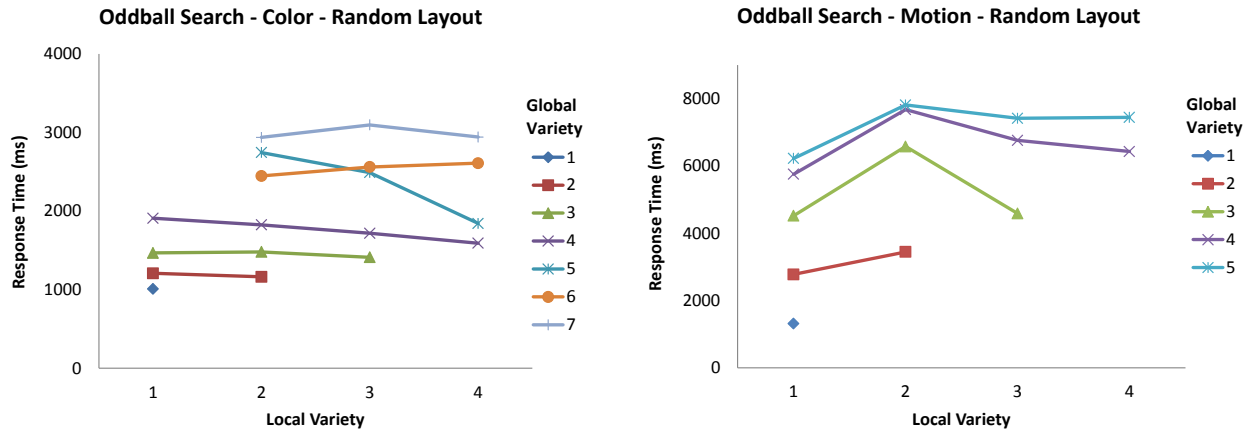 Oddball Search - Color - Random Layout
4000
3000
2000
1000
0
Response Time (ms)
1 2 3 4
Local Variety
Global
Variety
1
2
3
4
5
6
7
Oddball Search - Motion - Random Layout
8000
6000
4000
2000
0
Response Time (ms)
1 2 3 4
Local Variety
Global
Variety
1
2
3
4
5